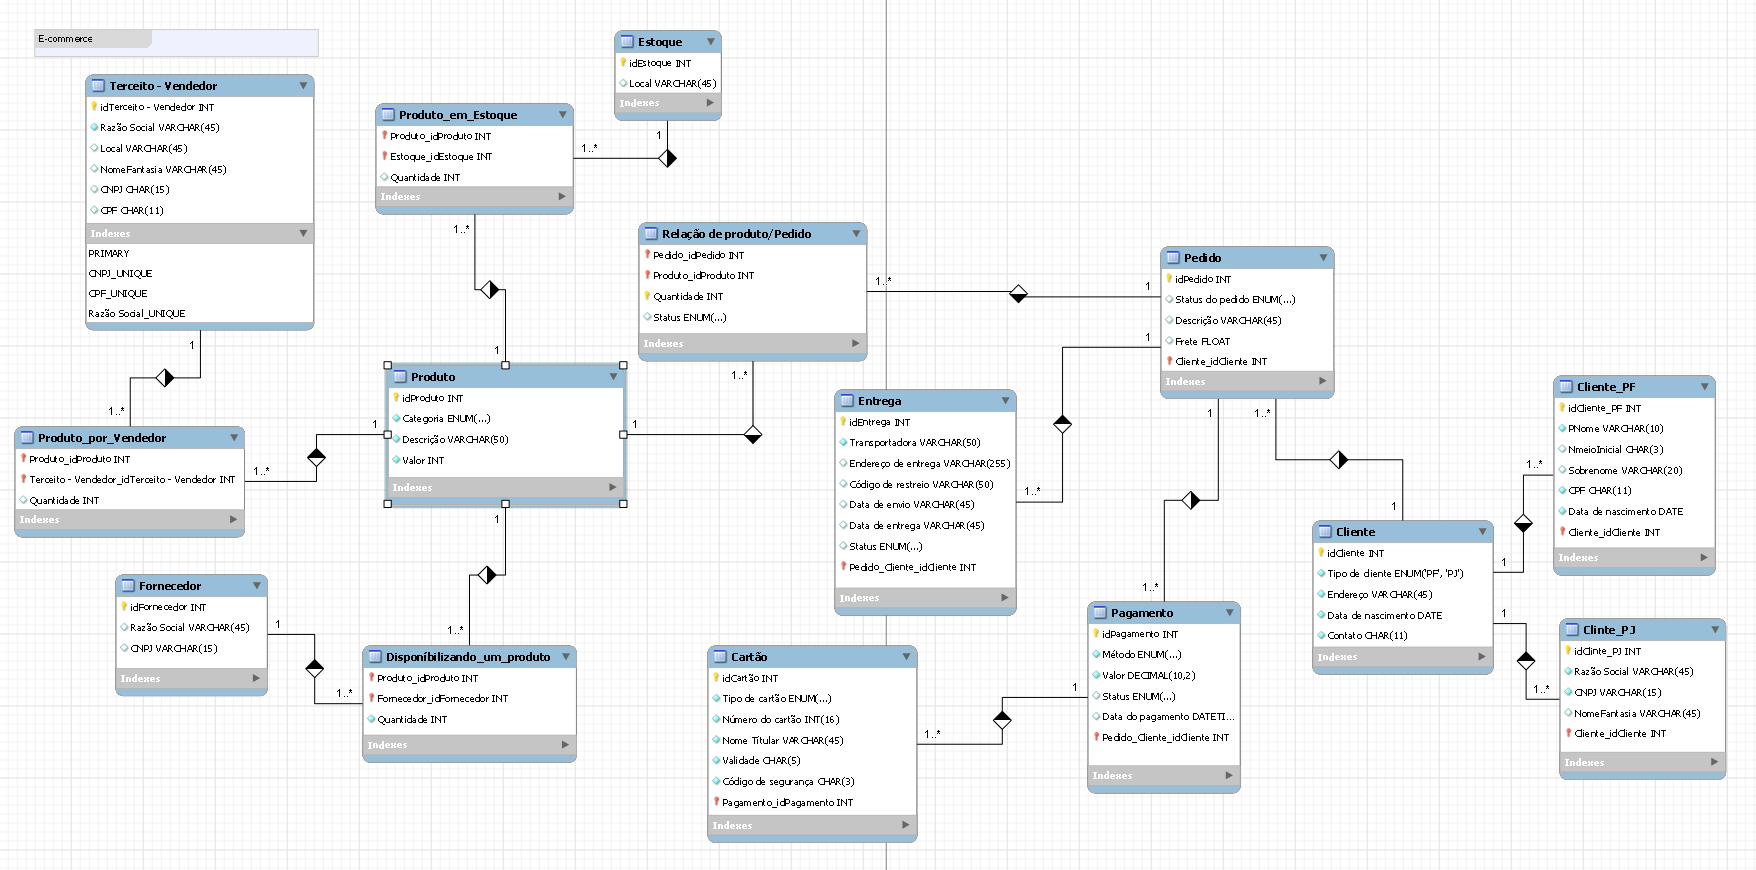 E-commerce
Terceito - Vendedor
idTerceito - Vendedor INT
Razão Social VARCHAR(45)
Local VARCHAR(45)
NomeFantasia VARCHAR(45)
CNPJ CHAR(15)
CPF CHAR(11)
Indexes
PRIMARY
CNPJ_UNIQUE
CPF_UNIQUE
Razão Social_UNIQUE
1
1..*
Produto_por_Vendedor
Produto_idProduto INT
Terceito - Vendedor_idTerceito - Vendedor INT
Quantidade INT
Indexes
1..*
1
Produto_em_Estoque
Produto_idProduto INT
Estoque_idEstoque INT
Quantidade INT
Indexes
1..*
1
Estoque
idEstoque INT
Local VARCHAR(45)
Indexes
1
1..*
Produto
idProduto INT
Categoria ENUM(...)
Descrição VARCHAR(50)
Valor INT
Indexes
1
1
1..*
Fornecedor
idFornecedor INT
Razão Social VARCHAR(45)
CNPJ VARCHAR(15)
Indexes
1
1..*
Disponíbilizando_um_produto
Produto_idProduto INT
Fornecedor_idFornecedor INT
Quantidade INT
Indexes
Relação de produto/Pedido
Pedido_idPedido INT
Produto_idProduto INT
Quantidade INT
Status ENUM(...)
Indexes
1..*
1..*
1
Pedido
idPedido INT
Status do pedido ENUM(...)
Descrição VARCHAR(45)
Frete FLOAT
Cliente_idCliente INT
Indexes
1
1
1..*
Entrega
idEntrega INT
Transportadora VARCHAR(50)
Endereço de entrega VARCHAR(255)
Código de restreio VARCHAR(50)
Data de envio VARCHAR(45)
Data de entrega VARCHAR(45)
Status ENUM(...)
Pedido_Cliente_idCliente INT
Indexes
1..*
Cartão
idCartão INT
Tipo de cartão ENUM(...)
Número do cartão INT(16)
Nome Títular VARCHAR(45)
Validade CHAR(5)
Código de segurança CHAR(3)
Pagamento_idPagamento INT
Indexes
1..*
1
1..*
Pagamento
idPagamento INT
Método ENUM(...)
Valor DECIMAL(10,2)
Status ENUM(...)
Data do pagamento DATETI...
Pedido_Cliente_idCliente INT
Indexes
1
Cliente
idCliente INT
Tipo de cliente ENUM('PF', 'PJ')
Endereço VARCHAR(45)
Data de nascimento DATE
Contato CHAR(11)
Indexes
1
1..*
1
1..*
Cliente_PF
idCliente_PF INT
PNome VARCHAR(10)
NmeioInicial CHAR(3)
Sobrenome VARCHAR(20)
CPF CHAR(11)
Data de nascimento DATE
Cliente_idCliente INT
Indexes
Clinte_PJ
idClinte_PJ INT
Razão Social VARCHAR(45)
CNPJ VARCHAR(15)
NomeFantasia VARCHAR(45)
Cliente_idCliente INT
Indexes